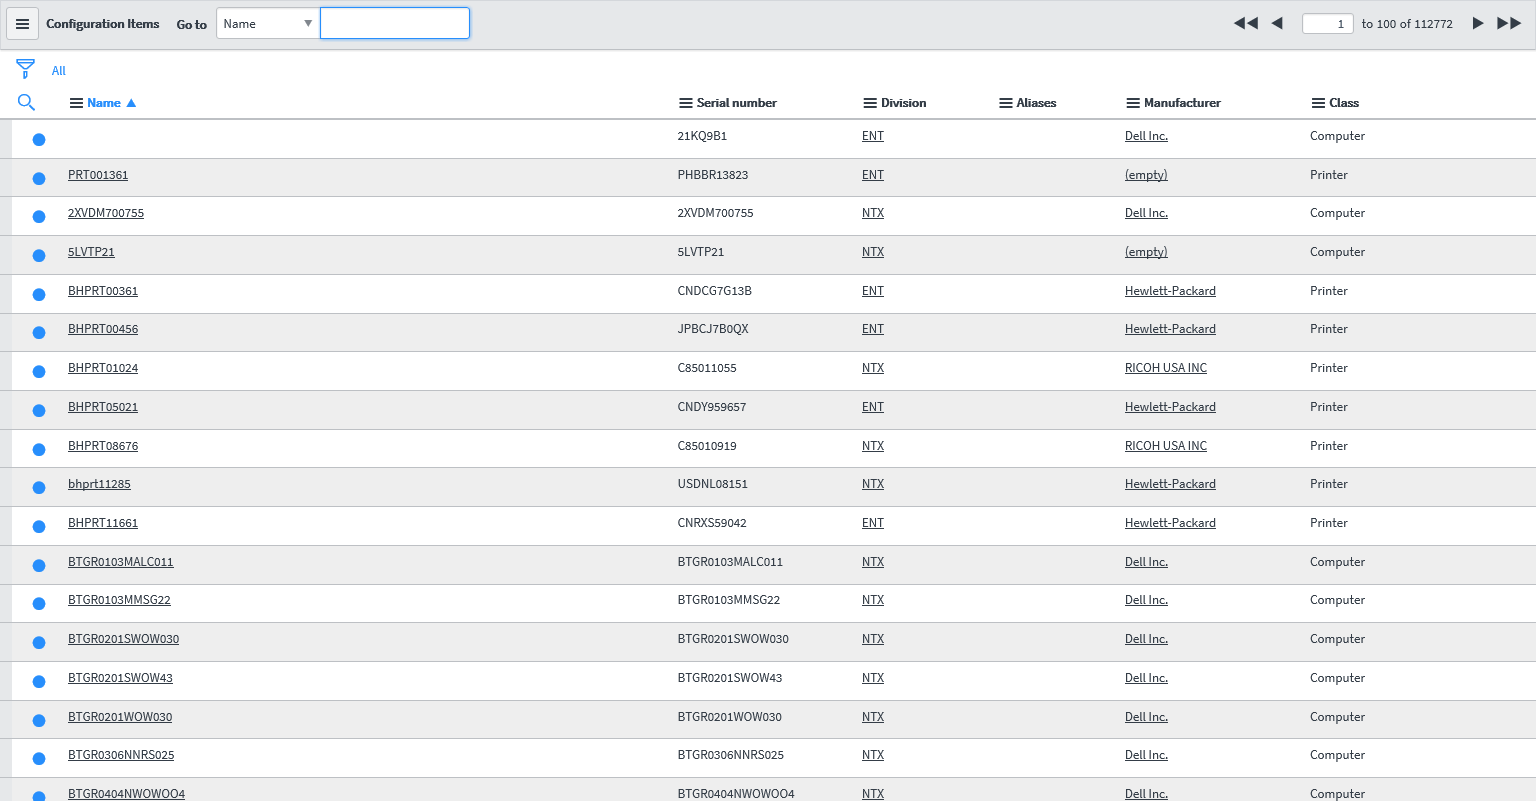 Configuration Items Go to Name 1 to 100 of 112772
All
Name Serial number Division Aliases Manufacturer Class
21KQ9B1 ENT Dell Inc. Computer
PRT001361 PHBBR13823 ENT (empty) Printer
2XVDM700755 2XVDM700755 NTX Dell Inc. Computer
5LVTP21 5LVTP21 NTX (empty) Computer
BHPRT00361 CNDCG7G13B ENT Hewlett-Packard Printer
BHPRT00456 JPBCJ7B0QX ENT Hewlett-Packard Printer
BHPRT01024 C85011055 NTX RICOH USA INC Printer
BHPRT05021 CNDY959657 ENT Hewlett-Packard Printer
BHPRT08676 C85010919 NTX RICOH USA INC Printer
bhprt11285 USDNL08151 NTX Hewlett-Packard Printer
BHPRT11661 CNRXS59042 ENT Hewlett-Packard Printer
BTGR0103MALC011 BTGR0103MALC011 NTX Dell Inc. Computer
BTGR0103MMSG22 BTGR0103MMSG22 NTX Dell Inc. Computer
BTGR0201SWOW030 BTGR0201SWOW030 NTX Dell Inc. Computer
BTGR0201SWOW43 BTGR0201SWOW43 NTX Dell Inc. Computer
BTGR0201WOW030 BTGR0201WOW030 NTX Dell Inc. Computer
BTGR0306NNRS025 BTGR0306NNRS025 NTX Dell Inc. Computer
BTGR0404NWOWOO4 BTGR0404NWOWOO4 NTX Dell Inc. Computer